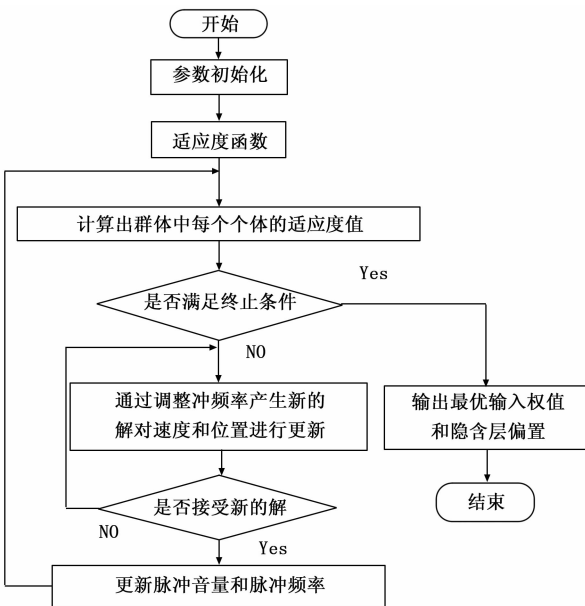 开始
参数初始化
适应度函数
计算出群体中每个个体的适应度值
Yes
是否满足终止条件
NO
通过调整冲频率产生新的
解对速度和位置进行更新
输出最优输入权值
和隐含层偏置
是否接受新的解
结束
NO
Yes
更新脉冲音量和脉冲频率